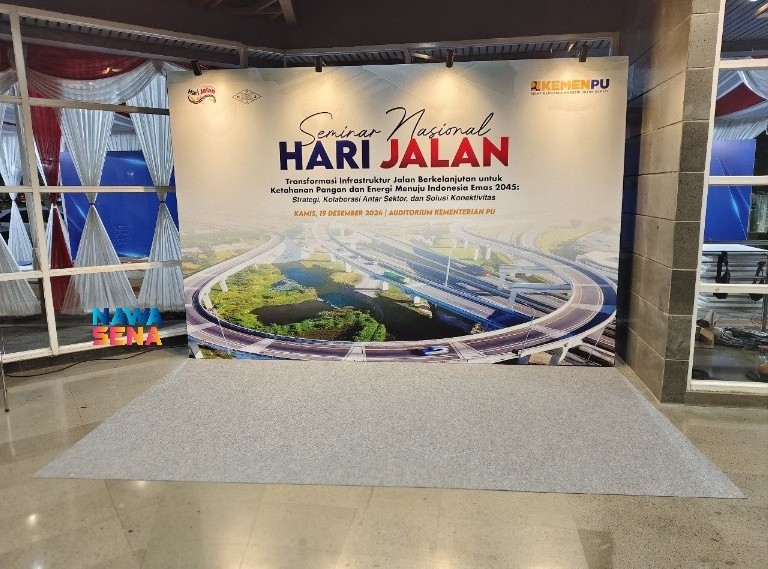 Hari Jalan
KEMENPU
Seminar Nasional
HARI JALAN
Transformasi Infrastruktur Jalan Berkelanjutan untuk
Ketahanan Pangan dan Energi Menuju Indonesia Emas 2045:
Strategi, Kolaborasi Antar Sektor, dan Solusi Konektivitas
KAMIS, 19 DESEMBER 2024 | AUDITORIUM KEMENTERIAN PU
NAWA
SENA